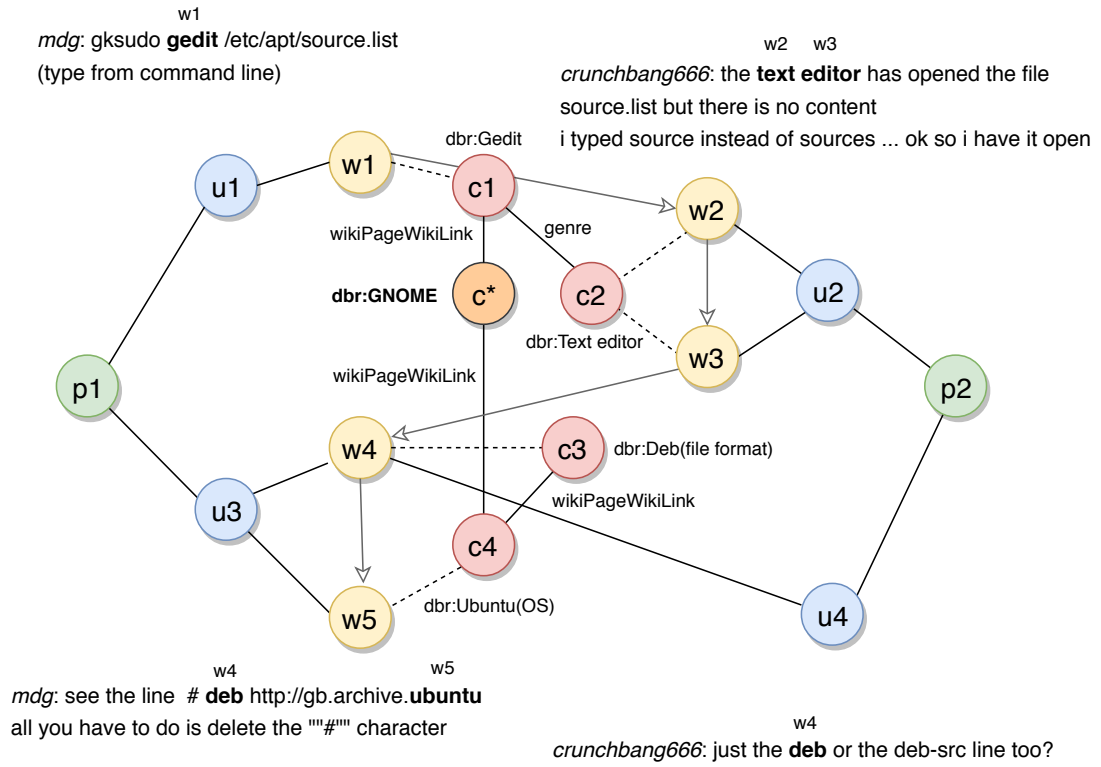 w1
mdg: gksudo gedit /etc/apt/source.list
(type from command line)
w2 w3
crunchbang666: the text editor has opened the file
source.list but there is no content
i typed source instead of sources ... ok so i have it open
dbr:Gedit
w1
u1
c1
w2
wikiPageWikiLink
genre
dbr:GNOME
c*
c2
u2
dbr:Text editor
w3
wikiPageWikiLink
p1
p2
w4
c3
dbr:Deb(file format)
wikiPageWikiLink
u3
c4
dbr:Ubuntu(OS)
w5
u4
w4 w5
mdg: see the line # deb http://gb.archive.ubuntu
all you have to do is delete the ""#"" character
w4
crunchbang666: just the deb or the deb-src line too?